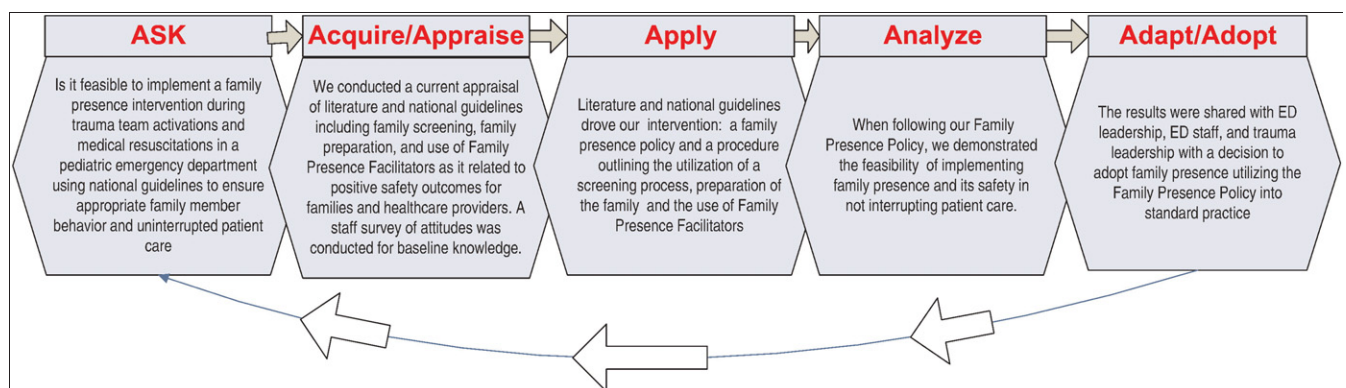 ASK
Is it feasible to implement a family
presence intervention during
trauma team activations and
medical resuscitations in a
pediatric emergency department
using national guidelines to ensure
appropriate family member
behavior and uninterrupted patient
care
Acquire/Appraise
We conducted a current appraisal
of literature and national guidelines
including family screening, family
preparation, and use of Family
Presence Facilitators as it related to
positive safety outcomes for
families and healthcare providers. A
staff survey of attitudes was
conducted for baseline knowledge.
Apply
Literature and national guidelines
drove our intervention: a family
presence policy and a procedure
outlining the utilization of a
screening process, preparation of
the family and the use of Family
Presence Facilitators
Analyze
When following our Family
Presence Policy, we demonstrated
the feasibility of implementing
family presence and its safety in
not interrupting patient care.
Adapt/Adopt
The results were shared with ED
leadership, ED staff, and trauma
leadership with a decision to
adopt family presence utilizing the
Family Presence Policy into
standard practice